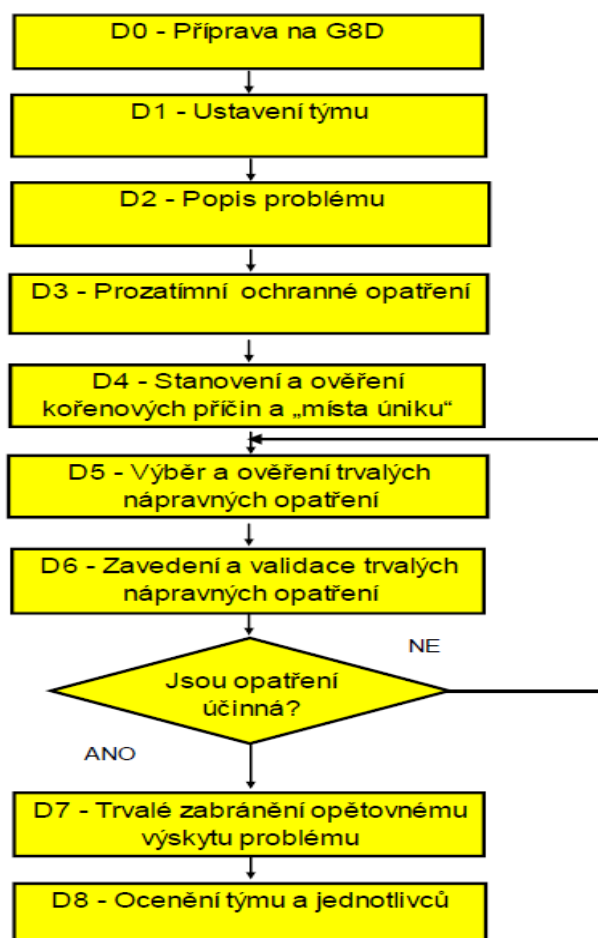 D0 - Příprava na G8D
D1 - Ustavení týmu
D2 - Popis problému
D3 - Prozatímní ochranné opatření
D4 - Stanovení a ověření
kořenových příčin a „místa úniku“
D5 - Výběr a ověření trvalých
nápravných opatření
D6 - Zavedení a validace trvalých
nápravných opatření
NE
Jsou opatření
účinná?
ANO
D7 - Trvalé zabránění opětovnému
výskytu problému
D8 - Ocenění týmu a jednotlivců